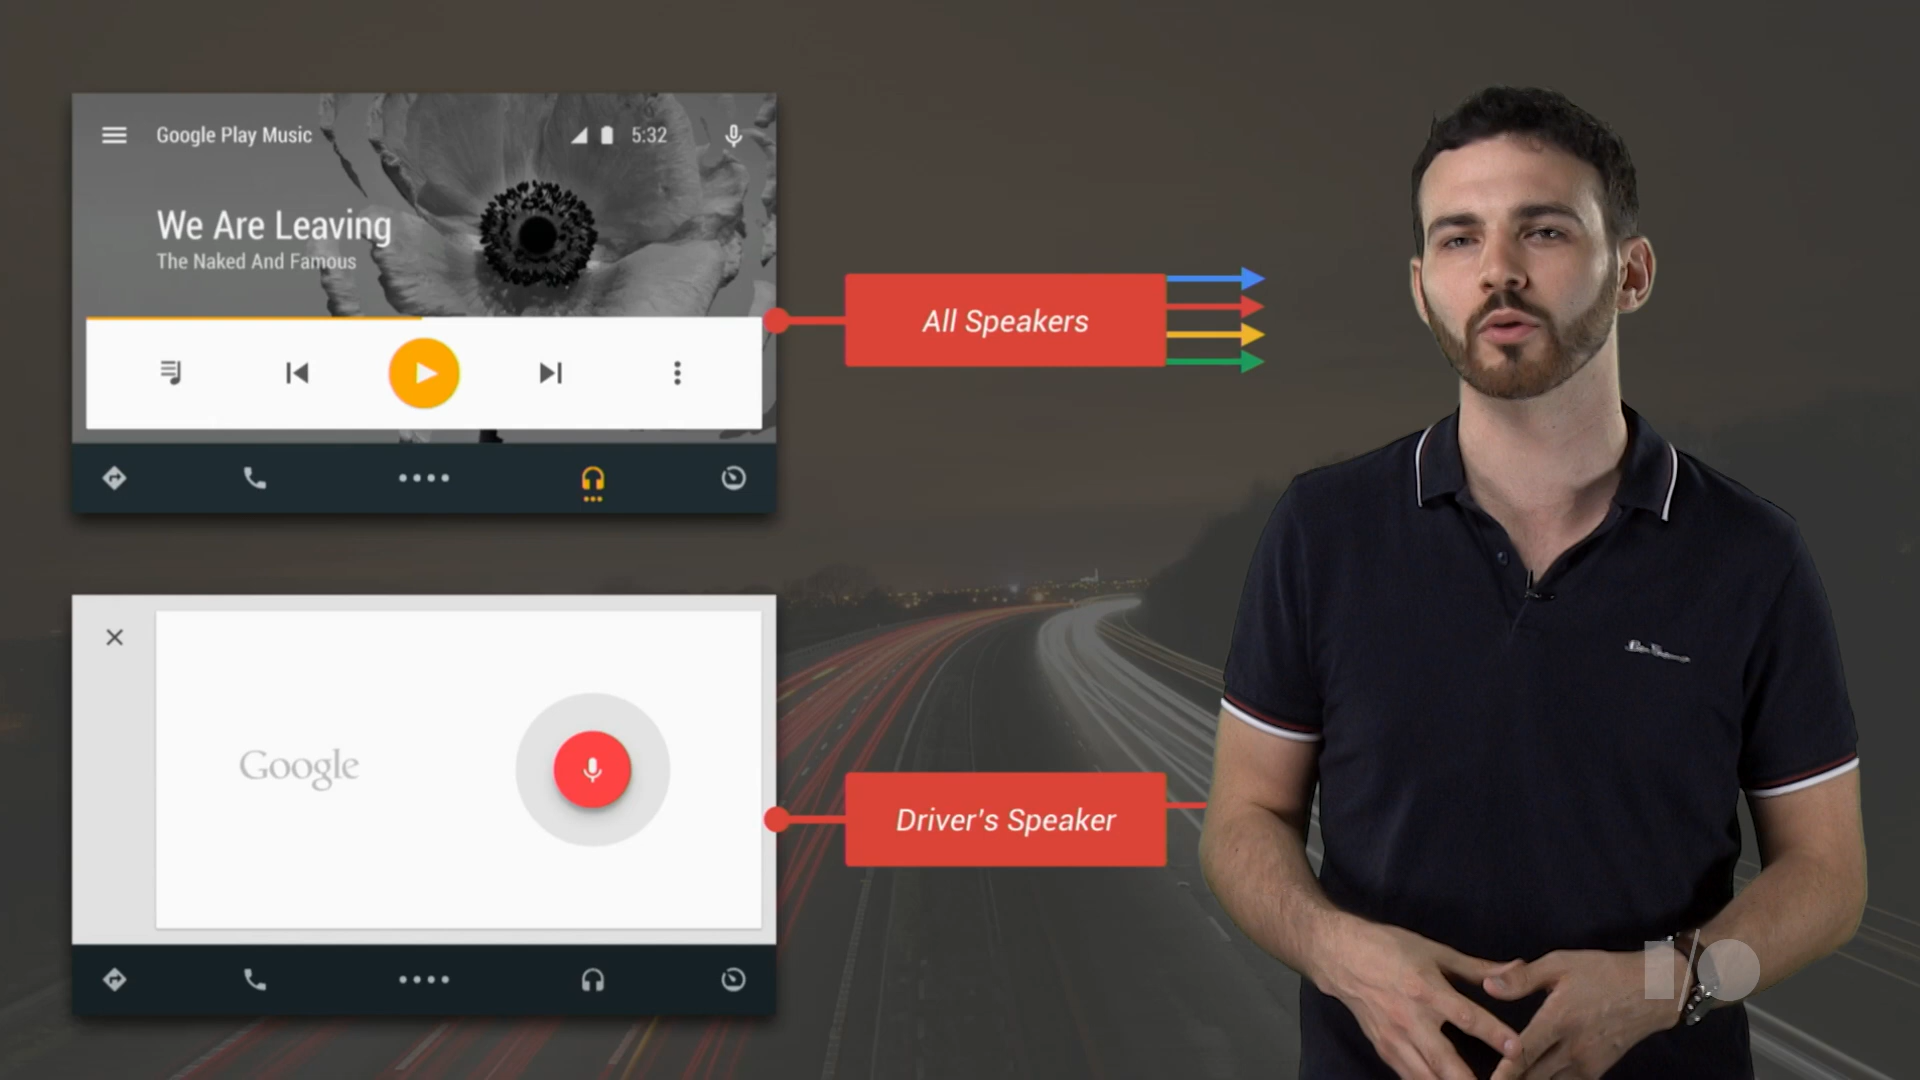 Google Play Music
5:32
We Are Leaving
The Naked And Famous
All Speakers
Google
Driver's Speaker
I/O